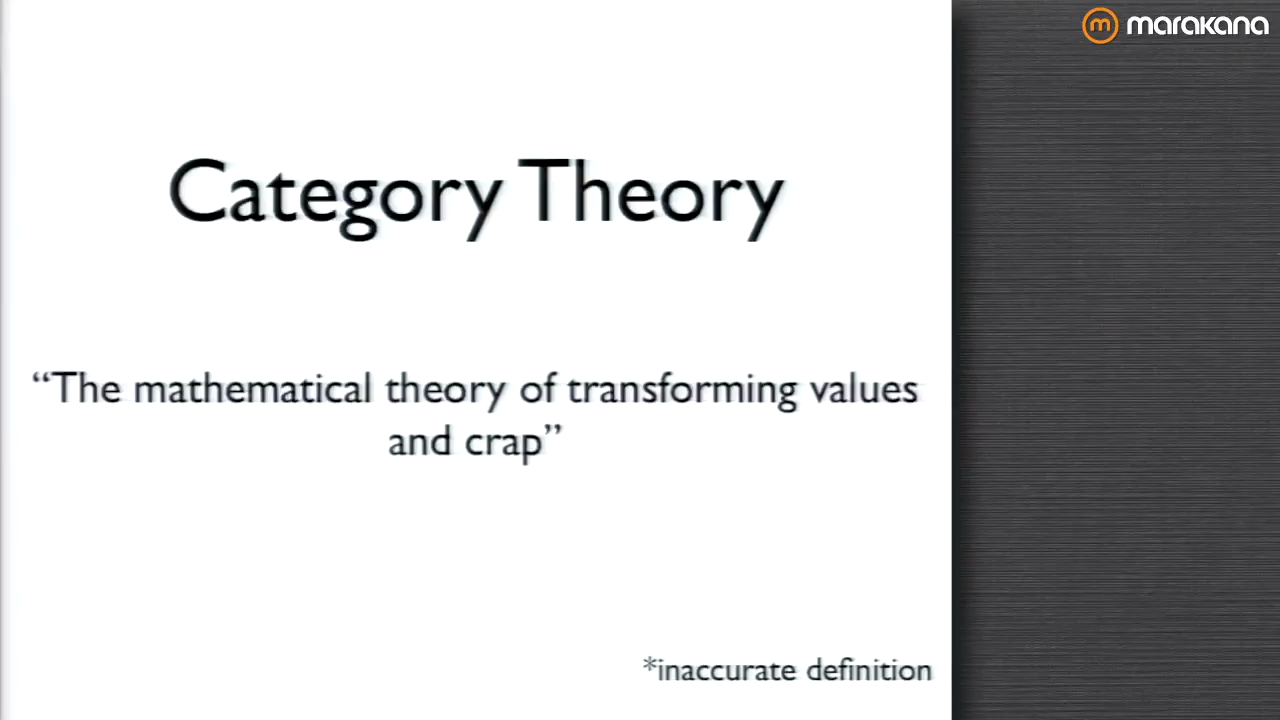 marakana
Category Theory
“The mathematical theory of transforming values
and crap”
*inaccurate definition